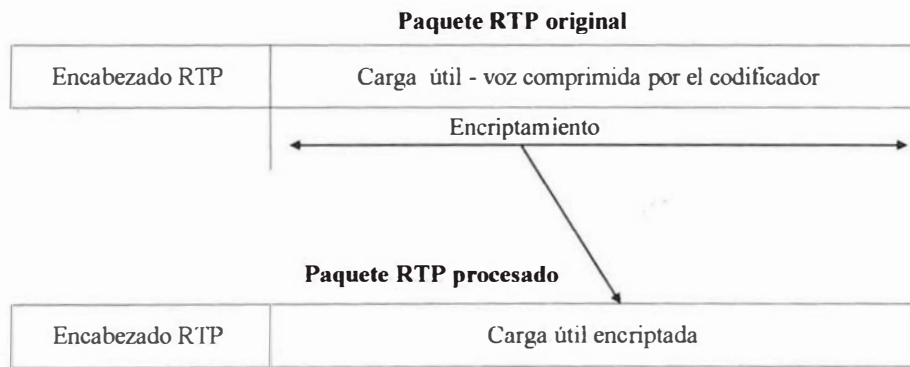 Paquete RTP original
Encabezado RTP
Carga útil - voz comprimida por el codificador
Encriptamiento
Paquete RTP procesado
Encabezado RTP
Carga útil encriptada